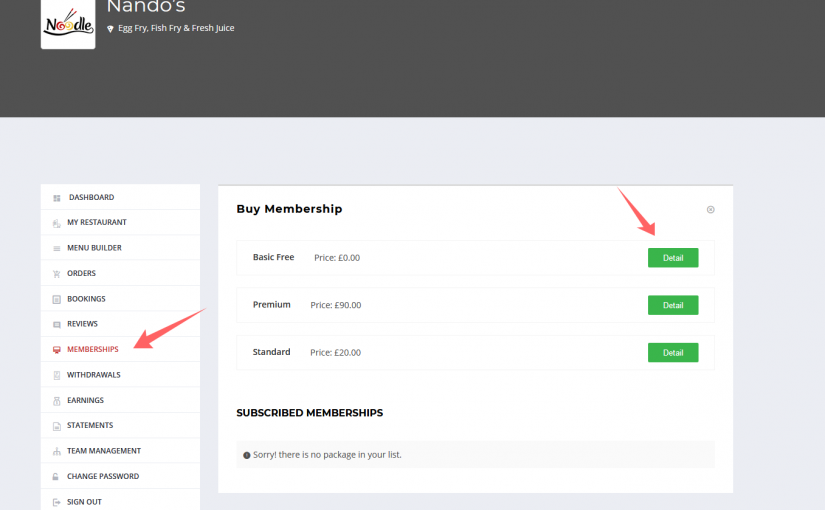 Nando's
Noodle
Egg Fry, Fish Fry & Fresh Juice
DASHBOARD
MY RESTAURANT
MENU BUILDER
ORDERS
BOOKINGS
REVIEWS
MEMBERSHIPS
WITHDRAWALS
EARNINGS
STATEMENTS
TEAM MANAGEMENT
CHANGE PASSWORD
SIGN OUT
Buy Membership
Basic Free Price: £0.00 Detail
Premium Price: £90.00 Detail
Standard Price: £20.00 Detail
SUBSCRIBED MEMBERSHIPS
Sorry! there is no package in your list.